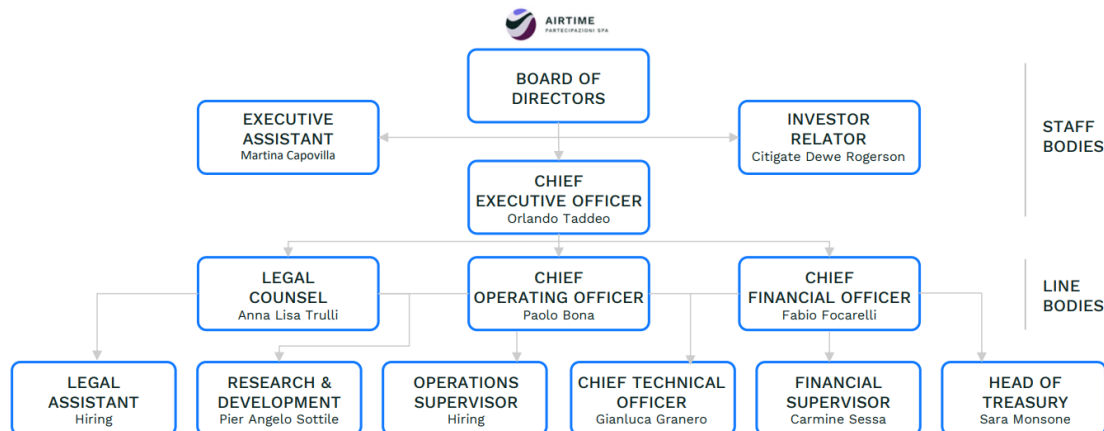 AIRTIME
PARTECIPAZIONI SPA
BOARD OF
DIRECTORS
EXECUTIVE
ASSISTANT
Martina Capovilla
INVESTOR
RELATOR
Citigate Dewe Rogerson
STAFF
BODIES
CHIEF
EXECUTIVE OFFICER
Orlando Taddeo
LEGAL
COUNSEL
Anna Lisa Trulli
CHIEF
OPERATING OFFICER
Paolo Bona
CHIEF
FINANCIAL OFFICER
Fabio Focarelli
LINE
BODIES
LEGAL
ASSISTANT
Hiring
RESEARCH &
DEVELOPMENT
Pier Angelo Sottile
OPERATIONS
SUPERVISOR
Hiring
CHIEF TECHNICAL
OFFICER
Gianluca Granero
FINANCIAL
SUPERVISOR
Carmine Sessa
HEAD OF
TREASURY
Sara Monsone